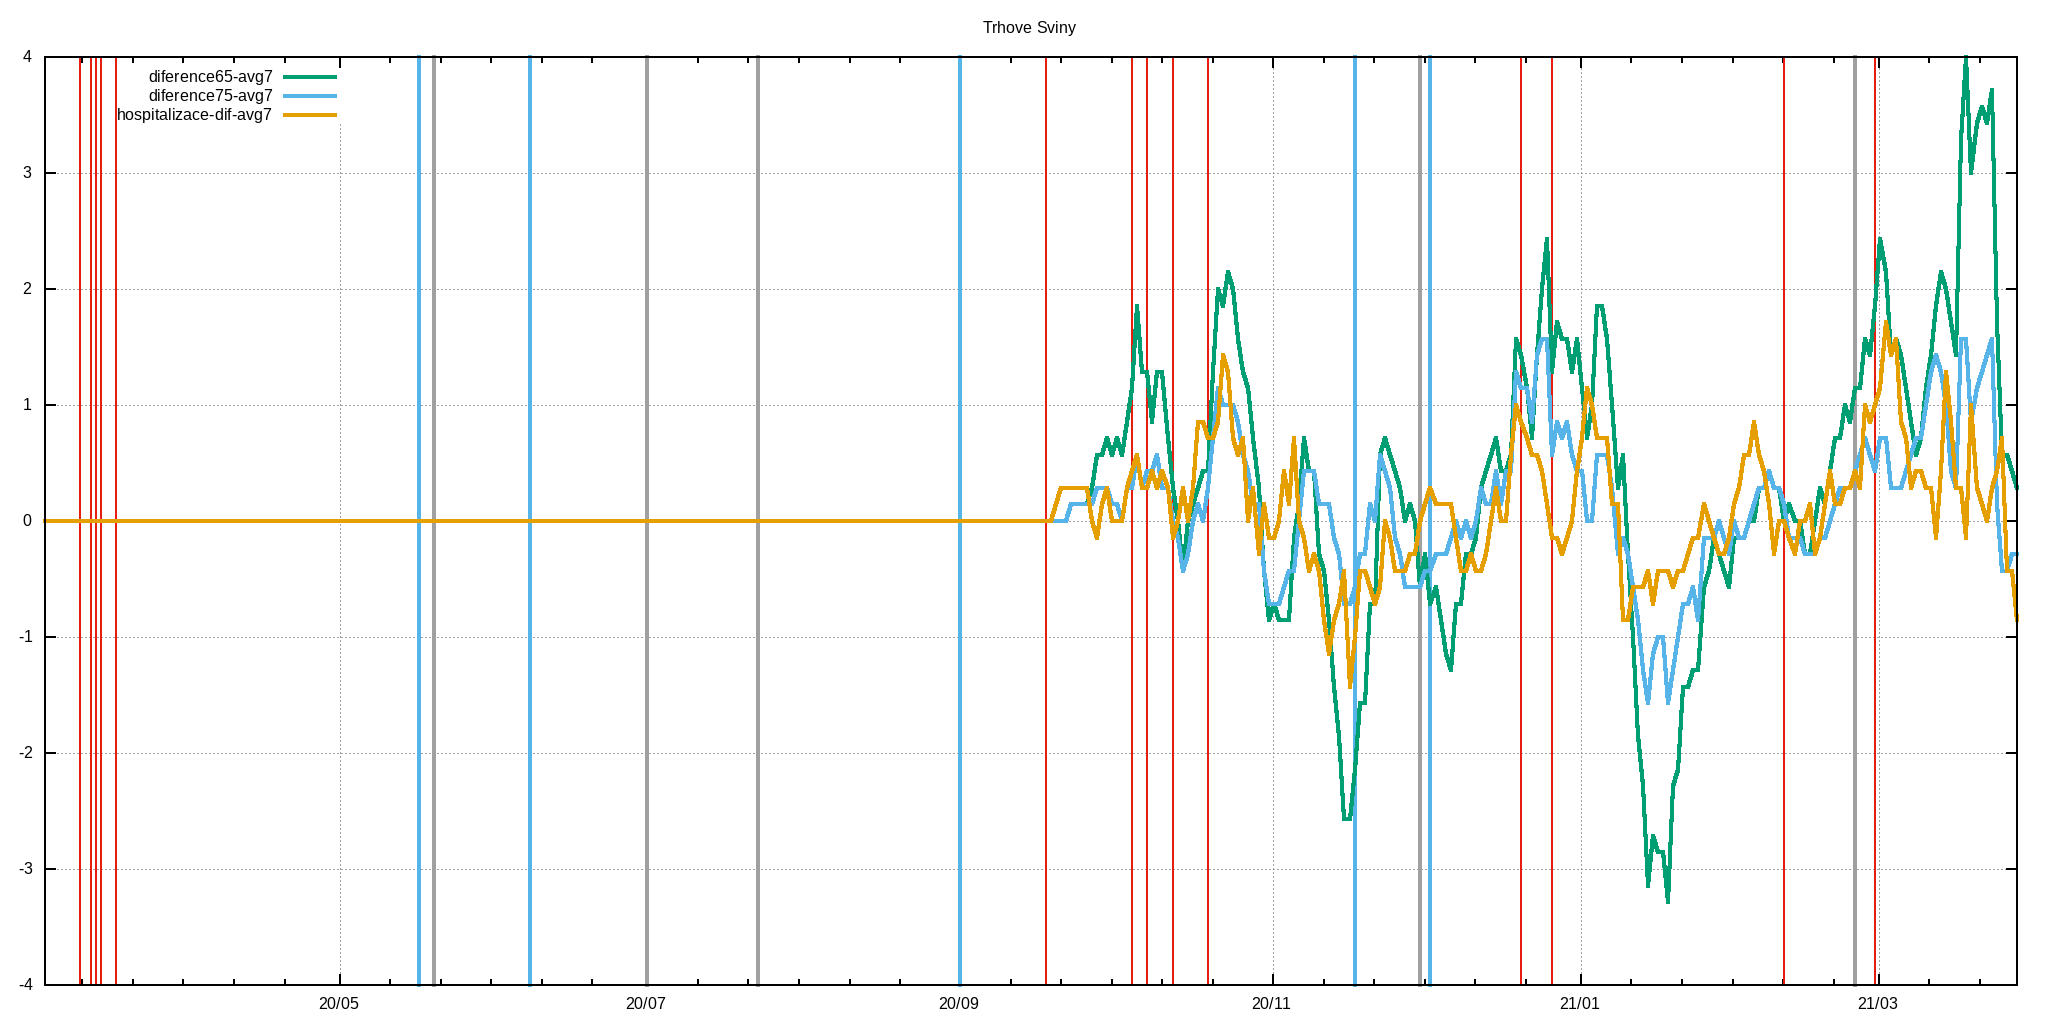 Trhove Sviny
4
diference65-avg7
diference75-avg7
hospitalizace-dif-avg7
3
2
1
0
-1
-2
-3
-4
20/05 20/07 20/09 20/11 21/01 21/03